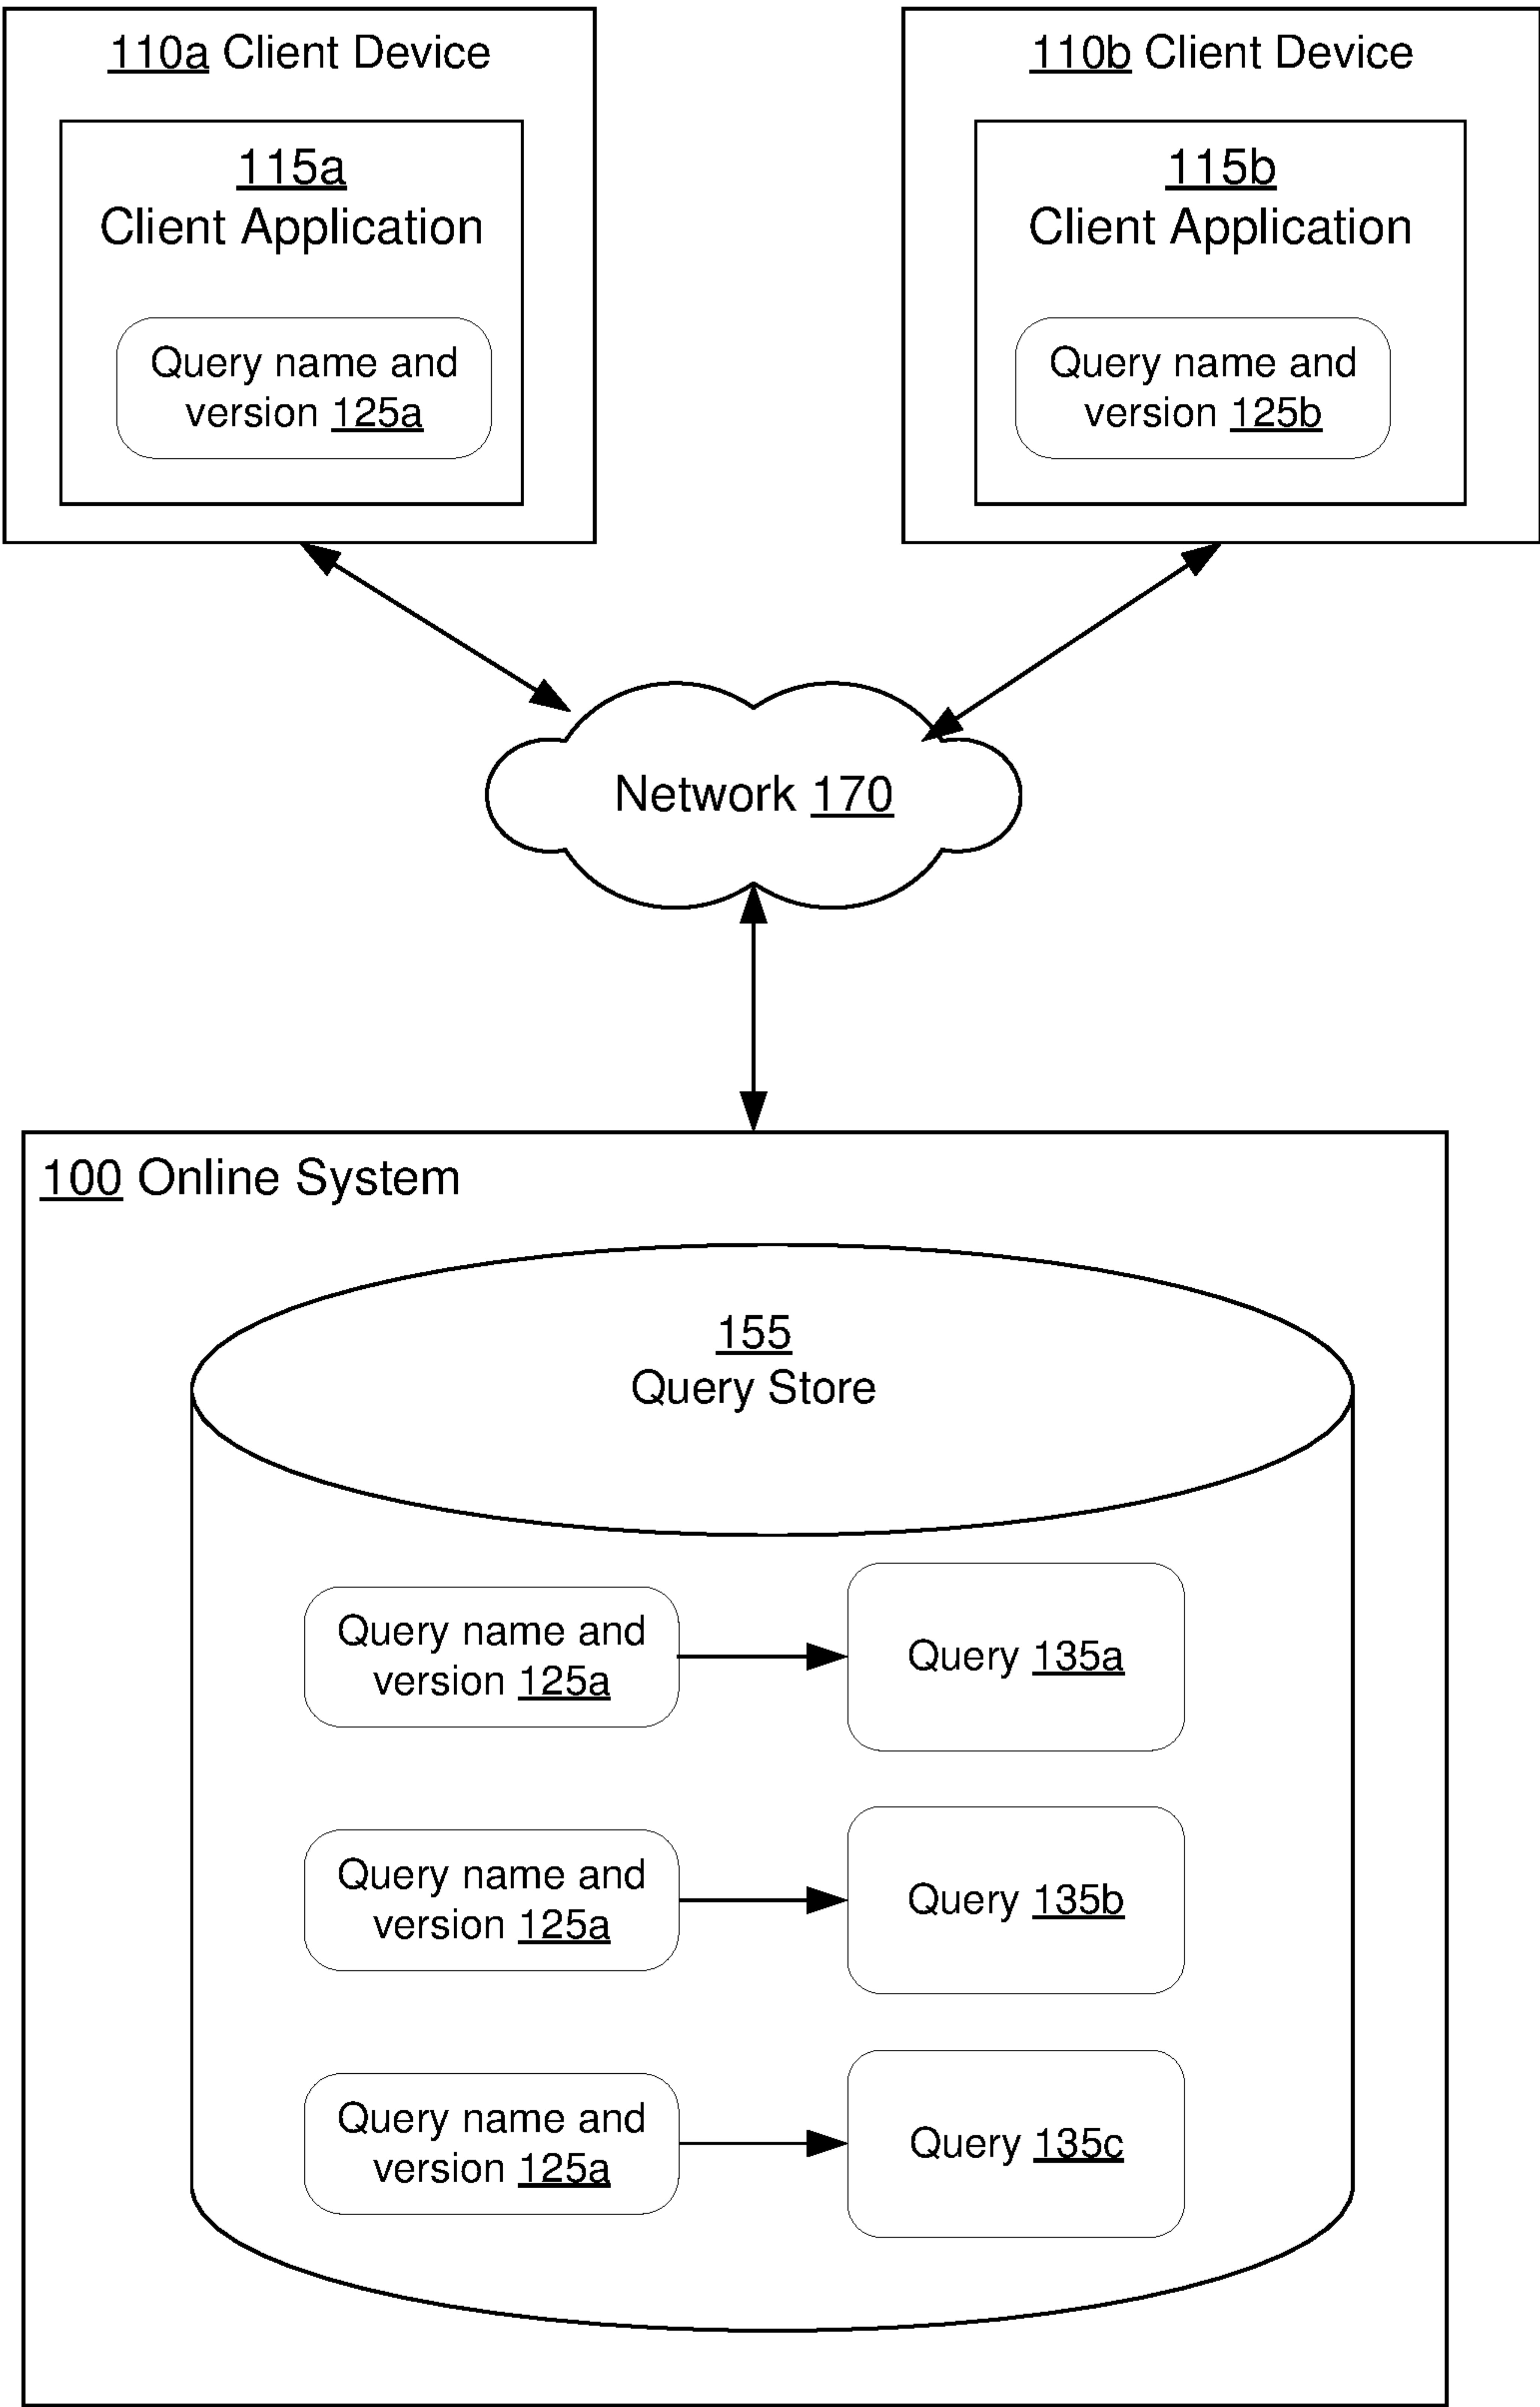 110a Client Device
115a
Client Application
Query name and
version 125a
110b Client Device
115b
Client Application
Query name and
version 125b
Network 170
100 Online System
155
Query Store
Query name and
version 125a
Query 135a
Query name and
version 125a
Query 135b
Query name and
version 125a
Query 135c